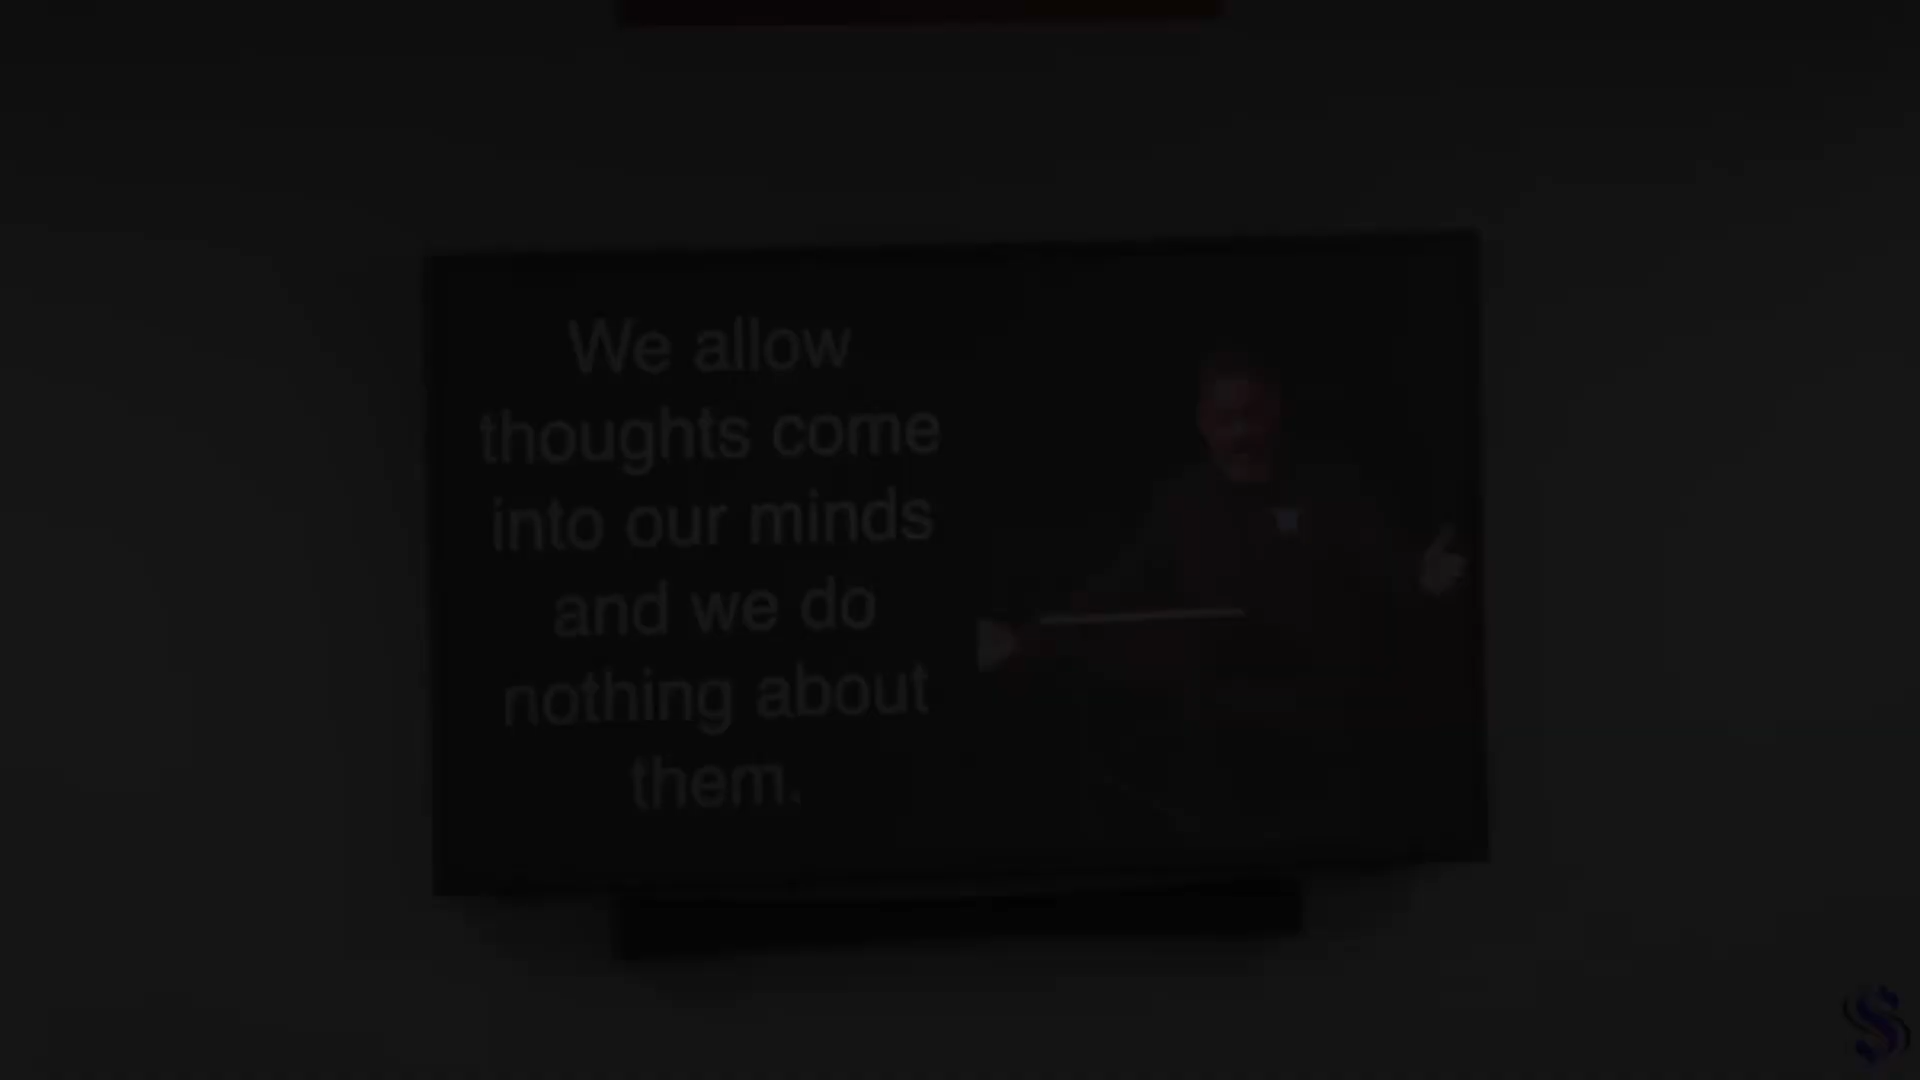 We allow
thoughts come
into our minds
and we do
nothing about
them.
S